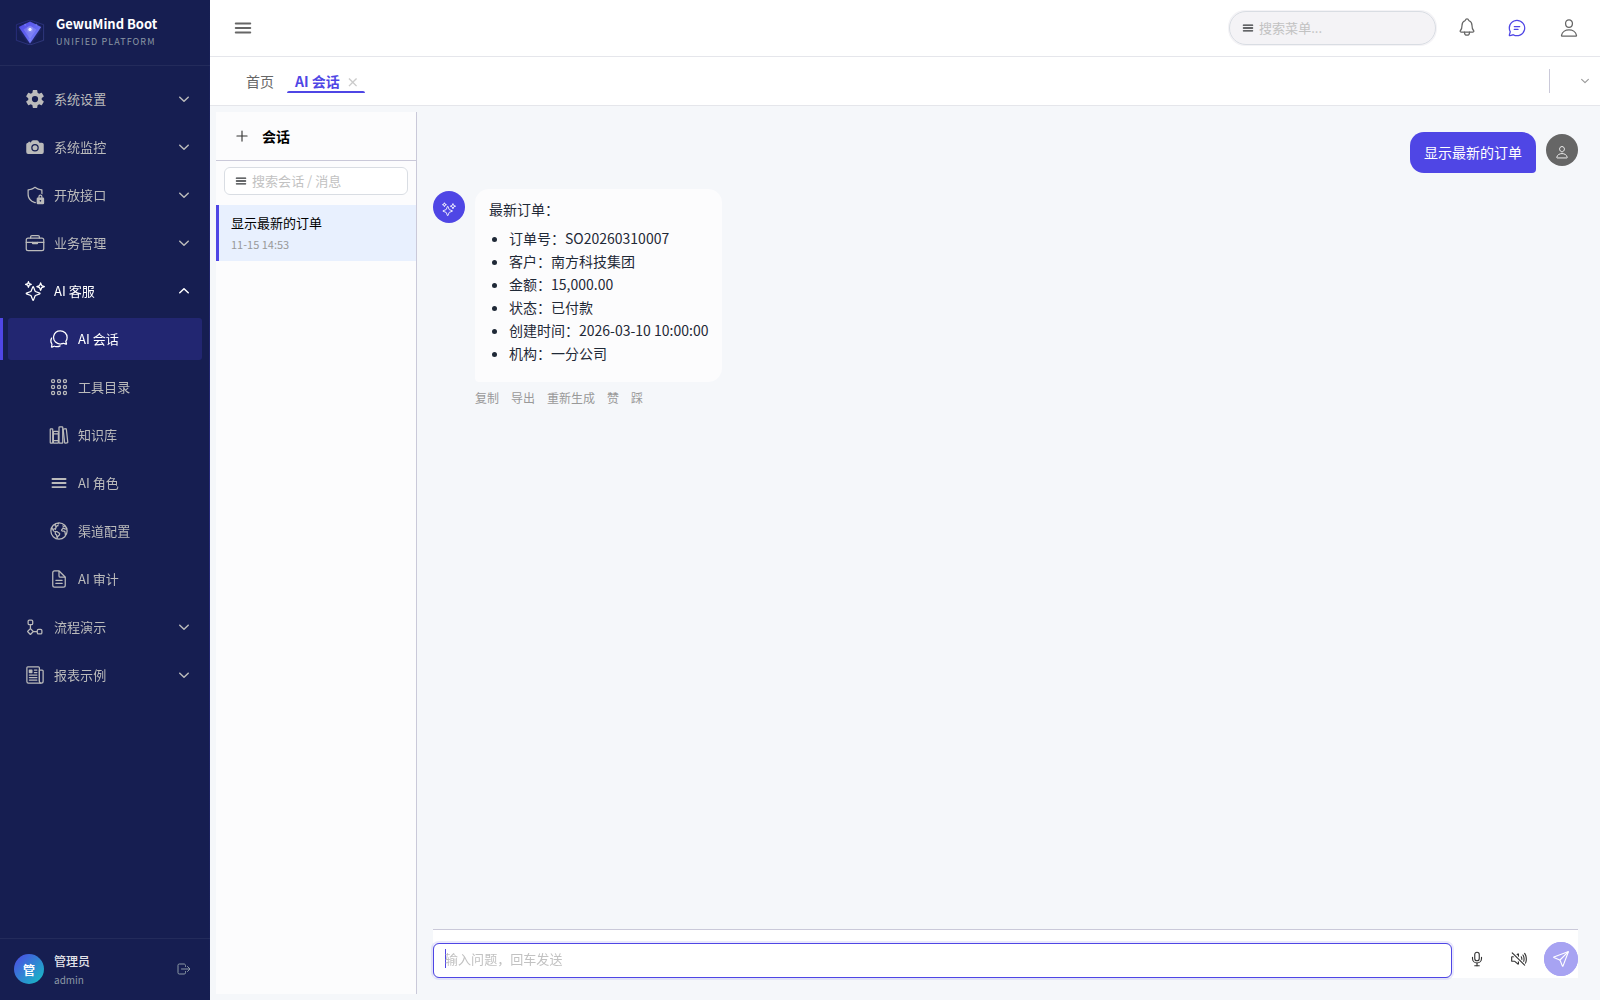 GewuMind Boot
UNIFIED PLATFORM
系统设置
系统监控
开放接口
业务管理
AI 客服
AI 会话
工具目录
知识库
AI 角色
渠道配置
AI 审计
流程演示
报表示例
管
管理员
admin
搜索菜单...
首页
AI 会话
会话
搜索会话 / 消息
显示最新的订单
11-15 14:53
显示最新的订单
最新订单：
订单号：SO20260310007
客户：南方科技集团
金额：15,000.00
状态：已付款
创建时间：2026-03-10 10:00:00
机构：一分公司
复制 导出 重新生成 赞 踩
输入问题，回车发送